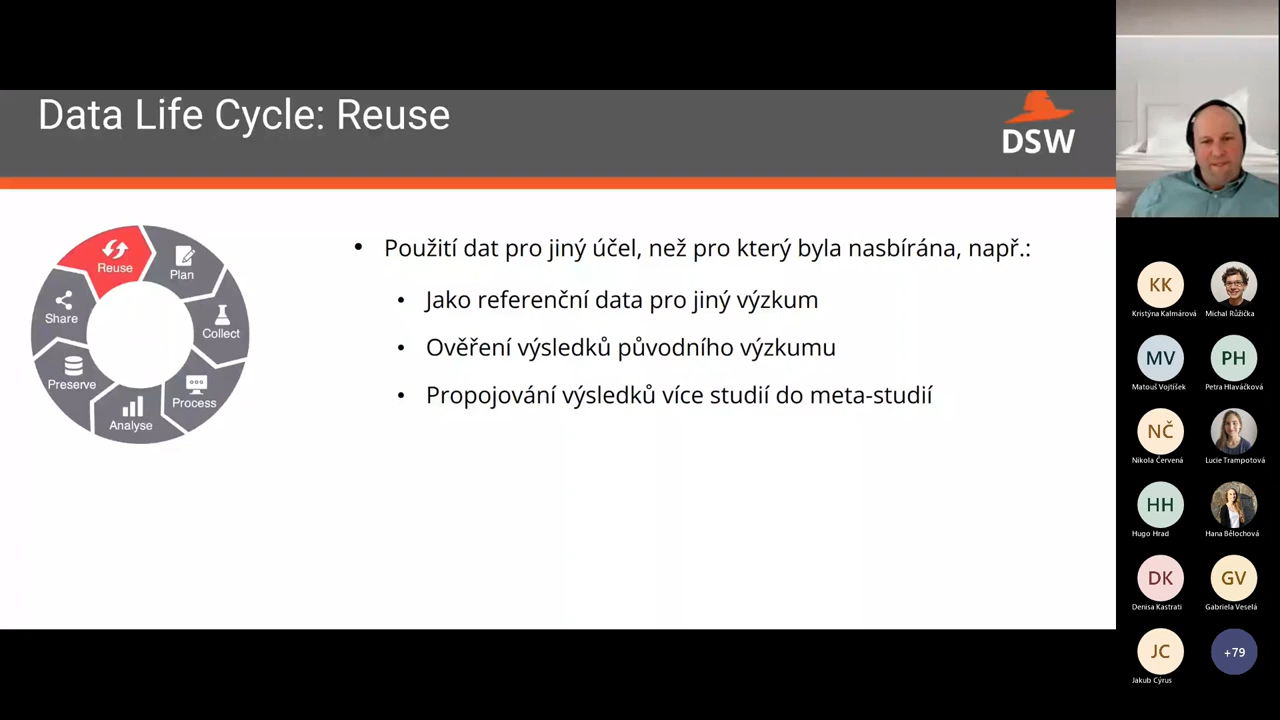 Data Life Cycle: Reuse
DSW
Reuse
Plan
Share
Collect
Preserve
Process
Analyse
• Použití dat pro jiný účel, než pro který byla nasbírána, např.:
• Jako referenční data pro jiný výzkum
• Ověření výsledků původního výzkumu
• Propojování výsledků více studií do meta-studií
KK
Kristýna Kalmárová
Michal Růžička
MV
PH
Matouš Vojtíšek
Petra Hlaváčková
NČ
Nikola Červená
Lucie Trampotová
HH
Hugo Hrad
Hana Bělochová
DK
GV
Denisa Kastrati
Gabriela Veselá
JC
+79
Jakub Cýrus